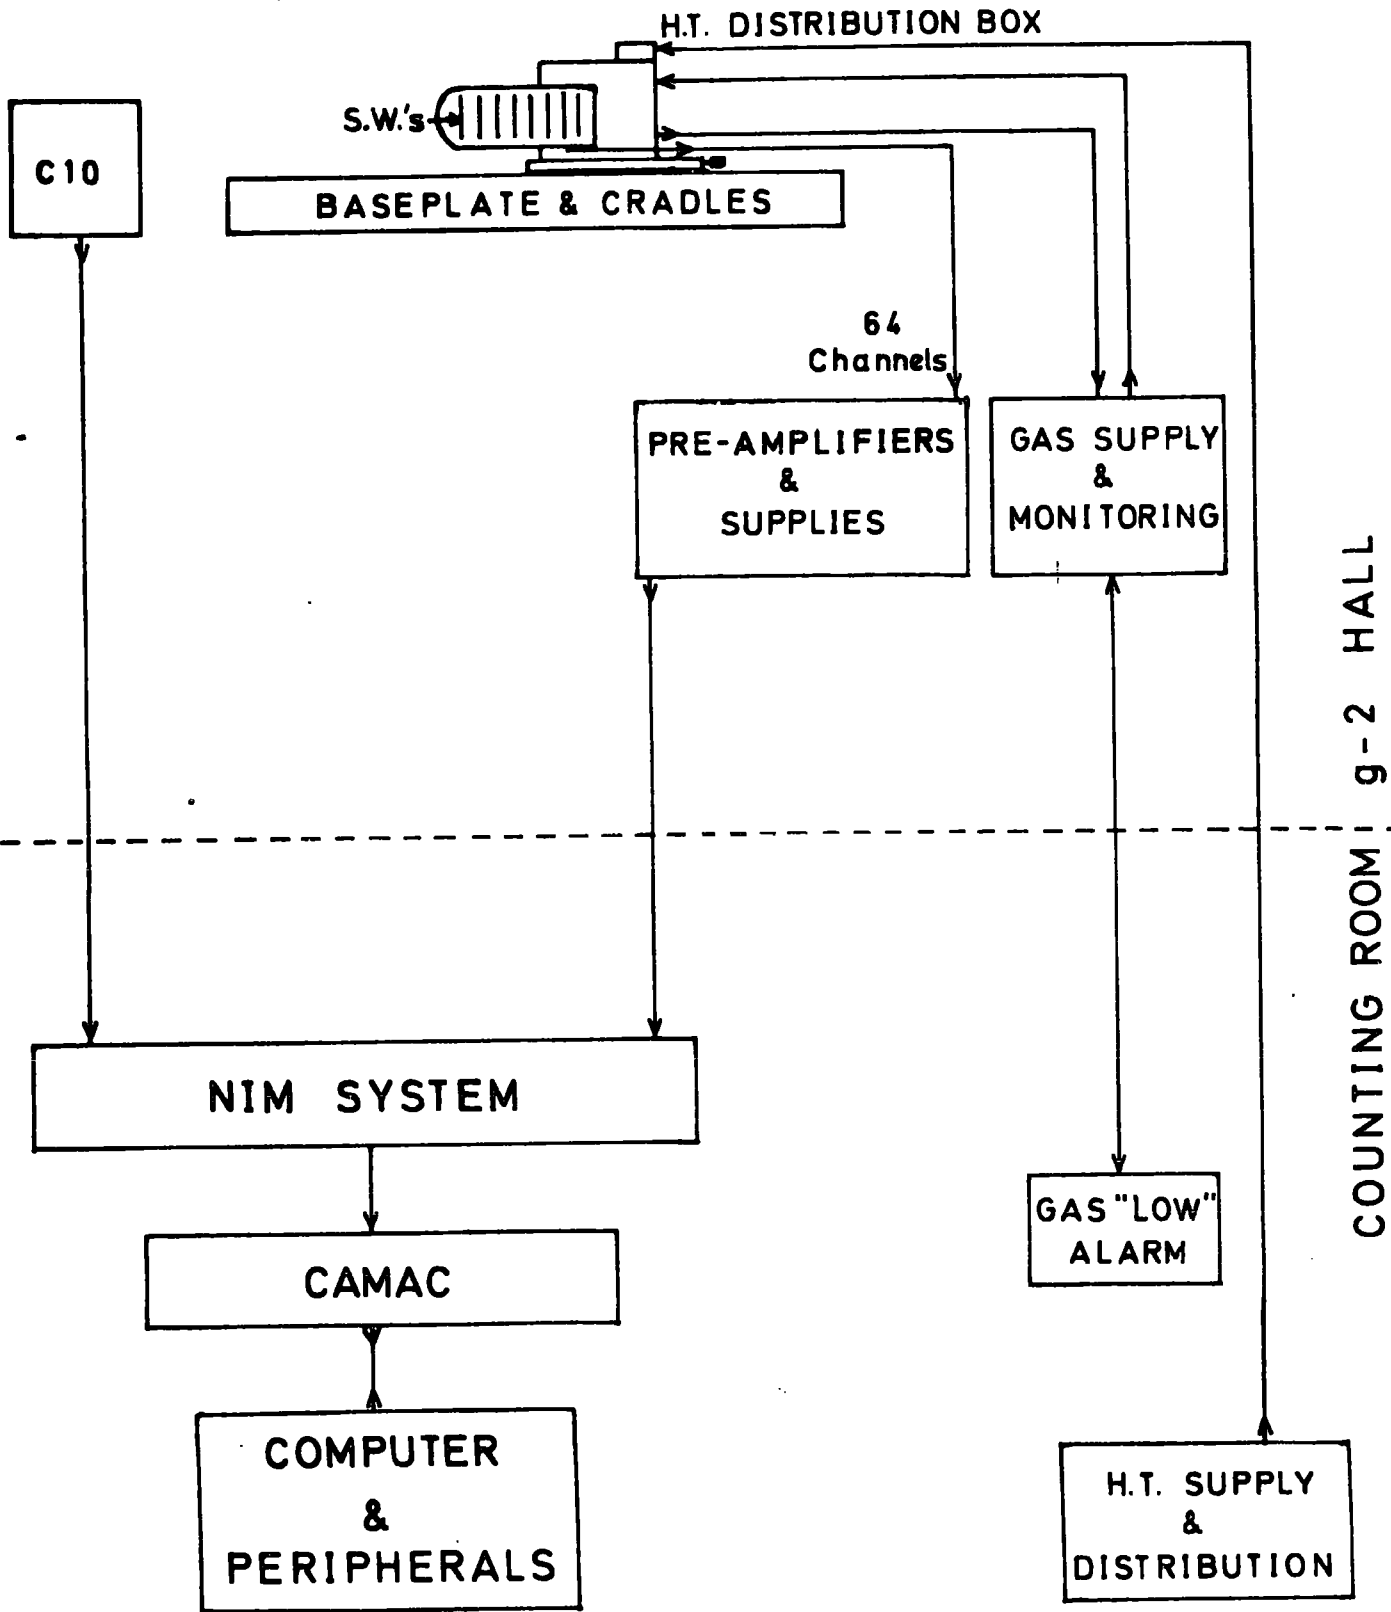 H.T. DISTRIBUTION BOX
S.W.'s
C10
BASEPLATE & CRADLES
64
Channels
PRE-AMPLIFIERS
&
SUPPLIES
GAS SUPPLY
&
MONITORING
g-2 HALL
COUNTING ROOM
NIM SYSTEM
GAS "LOW"
ALARM
CAMAC
COMPUTER
&
PERIPHERALS
H.T. SUPPLY
&
DISTRIBUTION